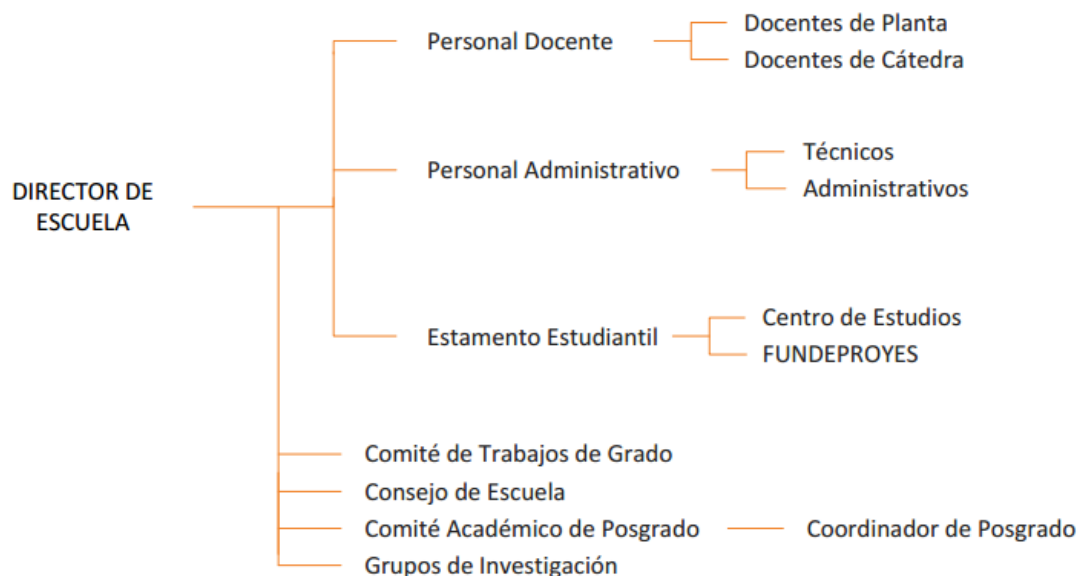 Personal Docente
Docentes de Planta
Docentes de Cátedra
Personal Administrativo
Técnicos
Administrativos
DIRECTOR DE
ESCUELA
Estamento Estudiantil
Centro de Estudios
FUNDEPROYES
Comité de Trabajos de Grado
Consejo de Escuela
Comité Académico de Posgrado
Coordinador de Posgrado
Grupos de Investigación